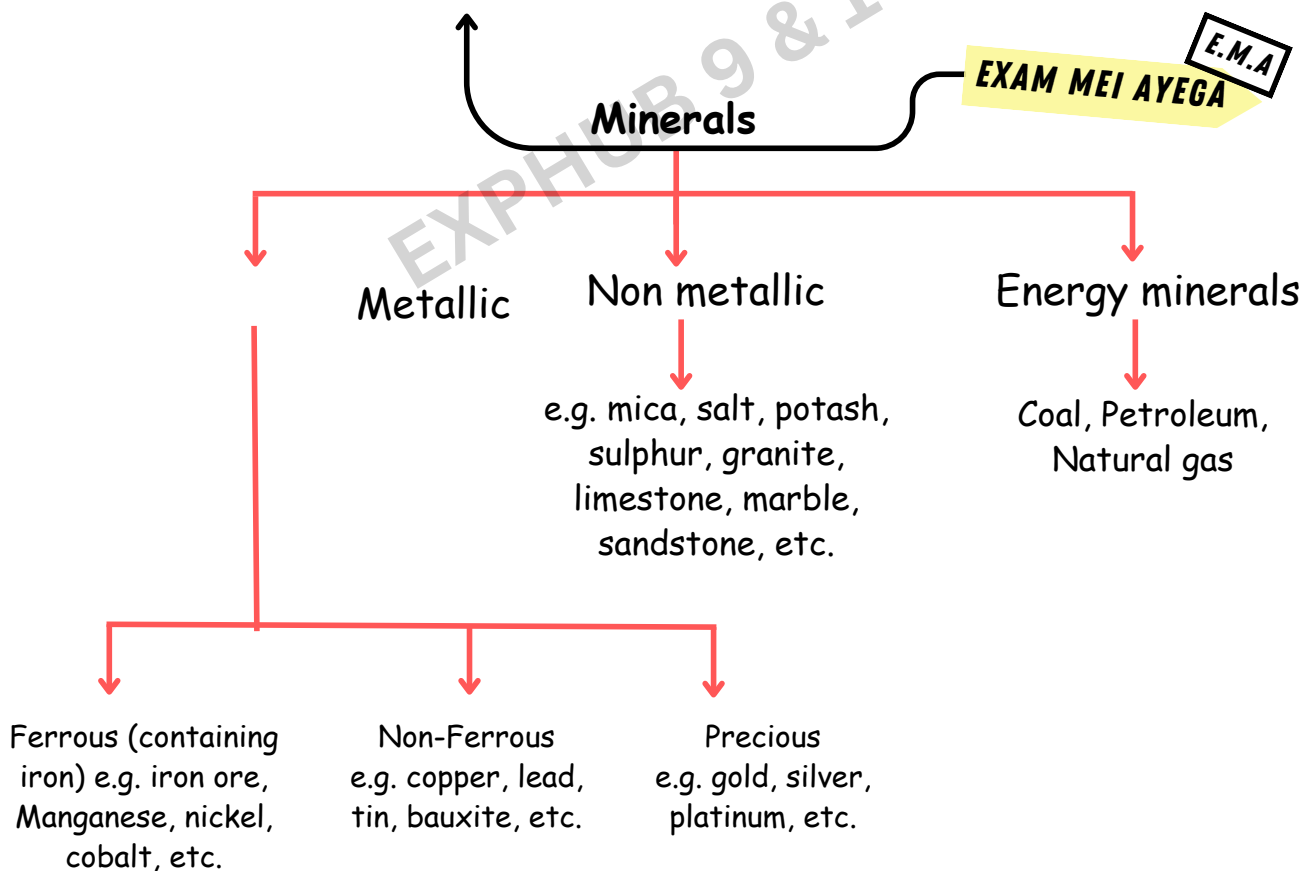 E.M.A
EXAM MEI AYEGA
EXPHUB 9 &
Minerals
Metallic
Non metallic
Energy minerals
e.g. mica, salt, potash,
sulphur, granite,
limestone, marble,
sandstone, etc.
Coal, Petroleum,
Natural gas
Ferrous (containing
iron) e.g. iron ore,
Manganese, nickel,
cobalt, etc.
Non-Ferrous
e.g. copper, lead,
tin, bauxite, etc.
Precious
e.g. gold, silver,
platinum, etc.